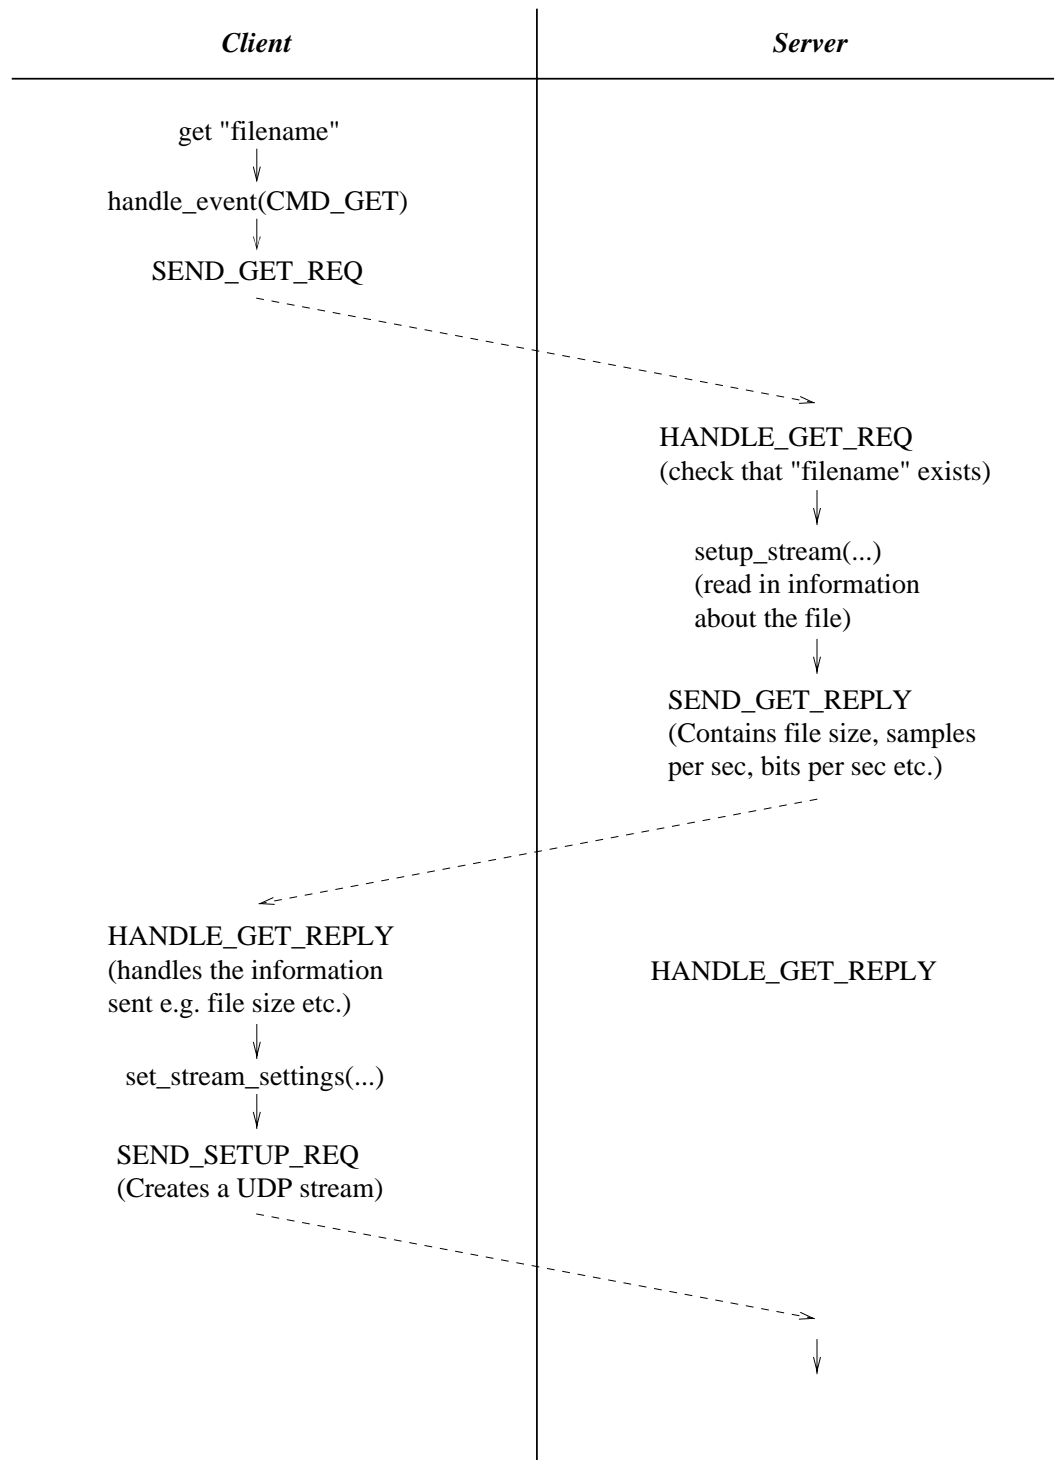 Client
Server
get "filename"
handle_event(CMD_GET)
SEND_GET_REQ
HANDLE_GET_REQ
(check that "filename" exists)
setup_stream(...)
(read in information
about the file)
SEND_GET_REPLY
(Contains file size, samples
per sec, bits per sec etc.)
HANDLE_GET_REPLY
(handles the information
sent e.g. file size etc.)
HANDLE_GET_REPLY
set_stream_settings(...)
SEND_SETUP_REQ
(Creates a UDP stream)